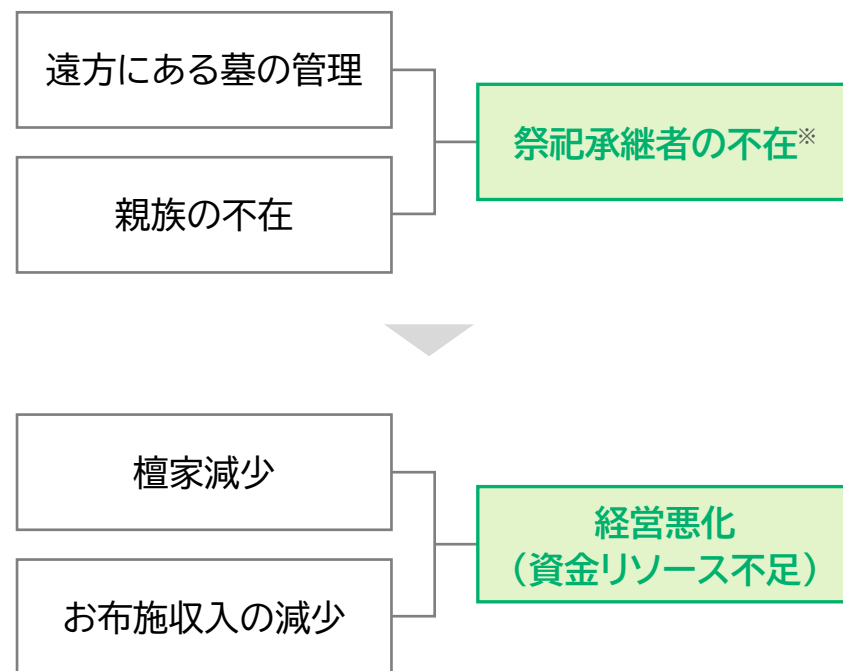 遠方にある墓の管理
祭祀承継者の不在※
親族の不在
檀家減少
経営悪化
（資金リソース不足）
お布施収入の減少